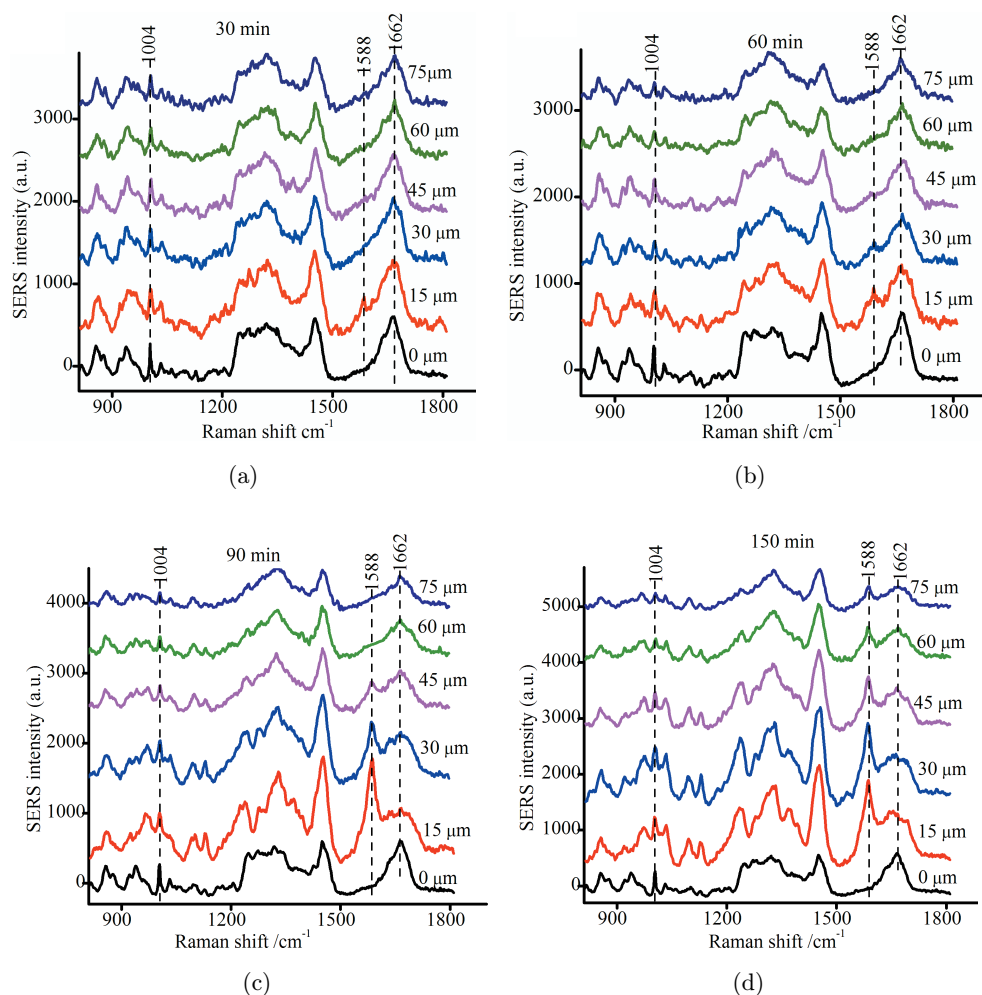 30 min
1004
1588
1662
75μm
60 μm
45 μm
30 μm
15 μm
0 μm
3000
2000
1000
0
SERS intensity (a.u.)
900 1200 1500 1800
Raman shift cm-1
(a)
60 min
1004
1588
1662
75 μm
60 μm
45 μm
30 μm
15 μm
0 μm
3000
2000
1000
0
SERS intensity (a.u.)
900 1200 1500 1800
Raman shift /cm-1
(b)
90 min
1004
1588
1662
75 μm
60 μm
45 μm
30 μm
15 μm
0 μm
4000
3000
2000
1000
0
SERS intensity (a.u.)
900 1200 1500 1800
Raman shift /cm-1
(c)
150 min
1004
1588
1662
75 μm
60 μm
45 μm
30 μm
15 μm
0 μm
5000
4000
3000
2000
1000
0
SERS intensity (a.u.)
900 1200 1500 1800
Raman shift /cm-1
(d)